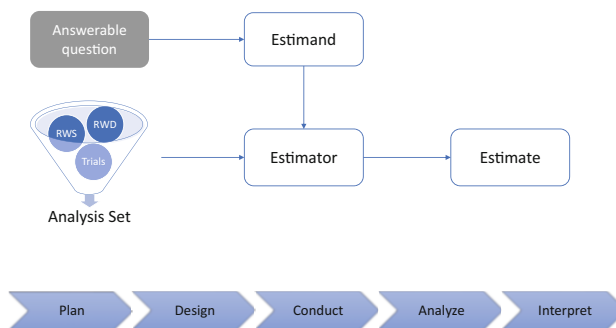 Answerable
question
Estimand
RWS
RWD
Trials
Estimator
Estimate
Analysis Set
Plan
Design
Conduct
Analyze
Interpret